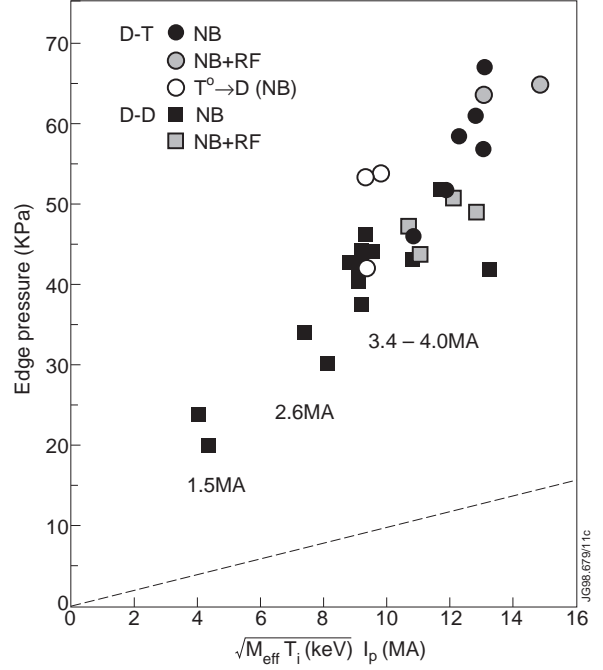 D-T NB
NB+RF
T⁰→D (NB)
D-D NB
NB+RF
70
60
50
40
30
20
10
0
Edge pressure (KPa)
3.4 – 4.0MA
2.6MA
1.5MA
0 2 4 6 8 10 12 14 16
√M_eff T_i (keV) I_p (MA)
JG98.679/11c